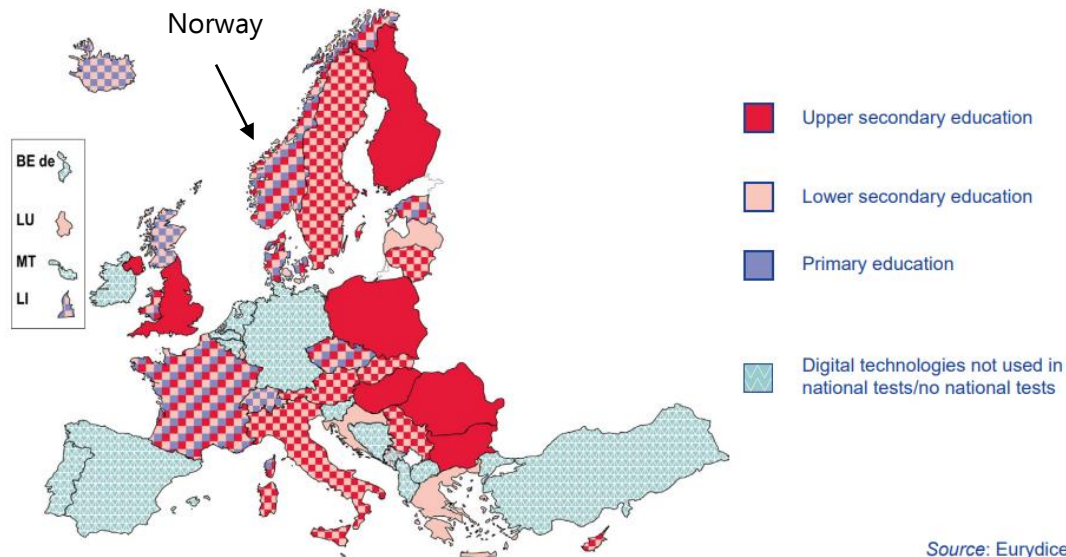 Norway
BE de
LU
MT
LI
Upper secondary education
Lower secondary education
Primary education
Digital technologies not used in
national tests/no national tests
Source: Eurydice